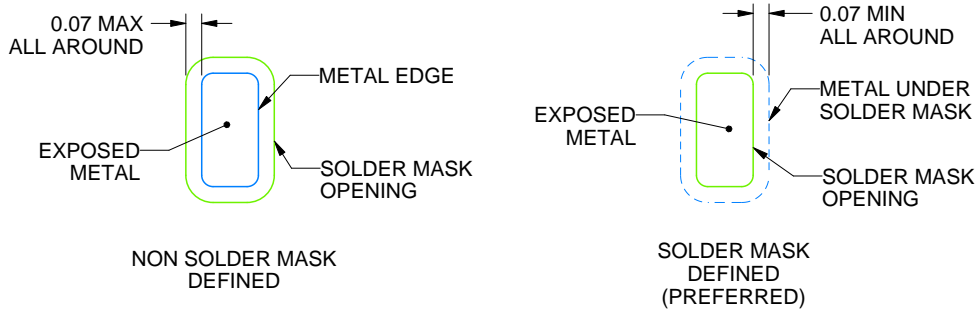 0.07 MAX
ALL AROUND
METAL EDGE
EXPOSED
METAL
SOLDER MASK
OPENING
NON SOLDER MASK
DEFINED
0.07 MIN
ALL AROUND
METAL UNDER
SOLDER MASK
EXPOSED
METAL
SOLDER MASK
OPENING
SOLDER MASK
DEFINED
(PREFERRED)